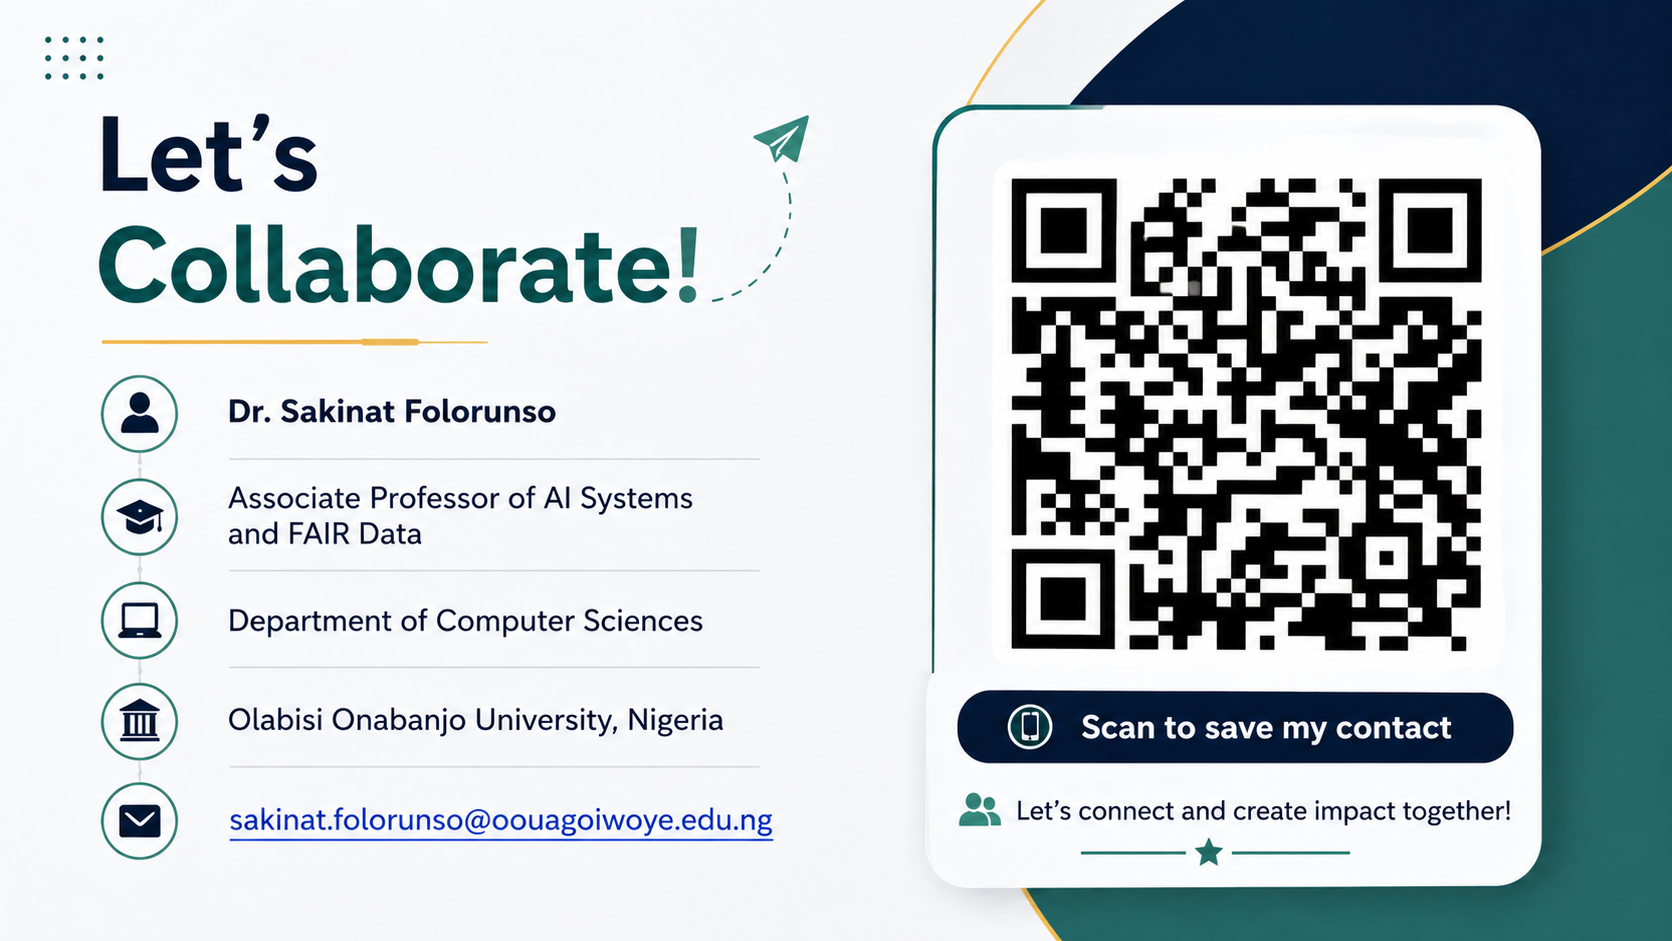 Let’s
Collaborate!
Dr. Sakinat Folorunso
Associate Professor of AI Systems
and FAIR Data
Department of Computer Sciences
Olabisi Onabanjo University, Nigeria
sakinat.folorunso@oouagoiwoye.edu.ng
Scan to save my contact
Let’s connect and create impact together!